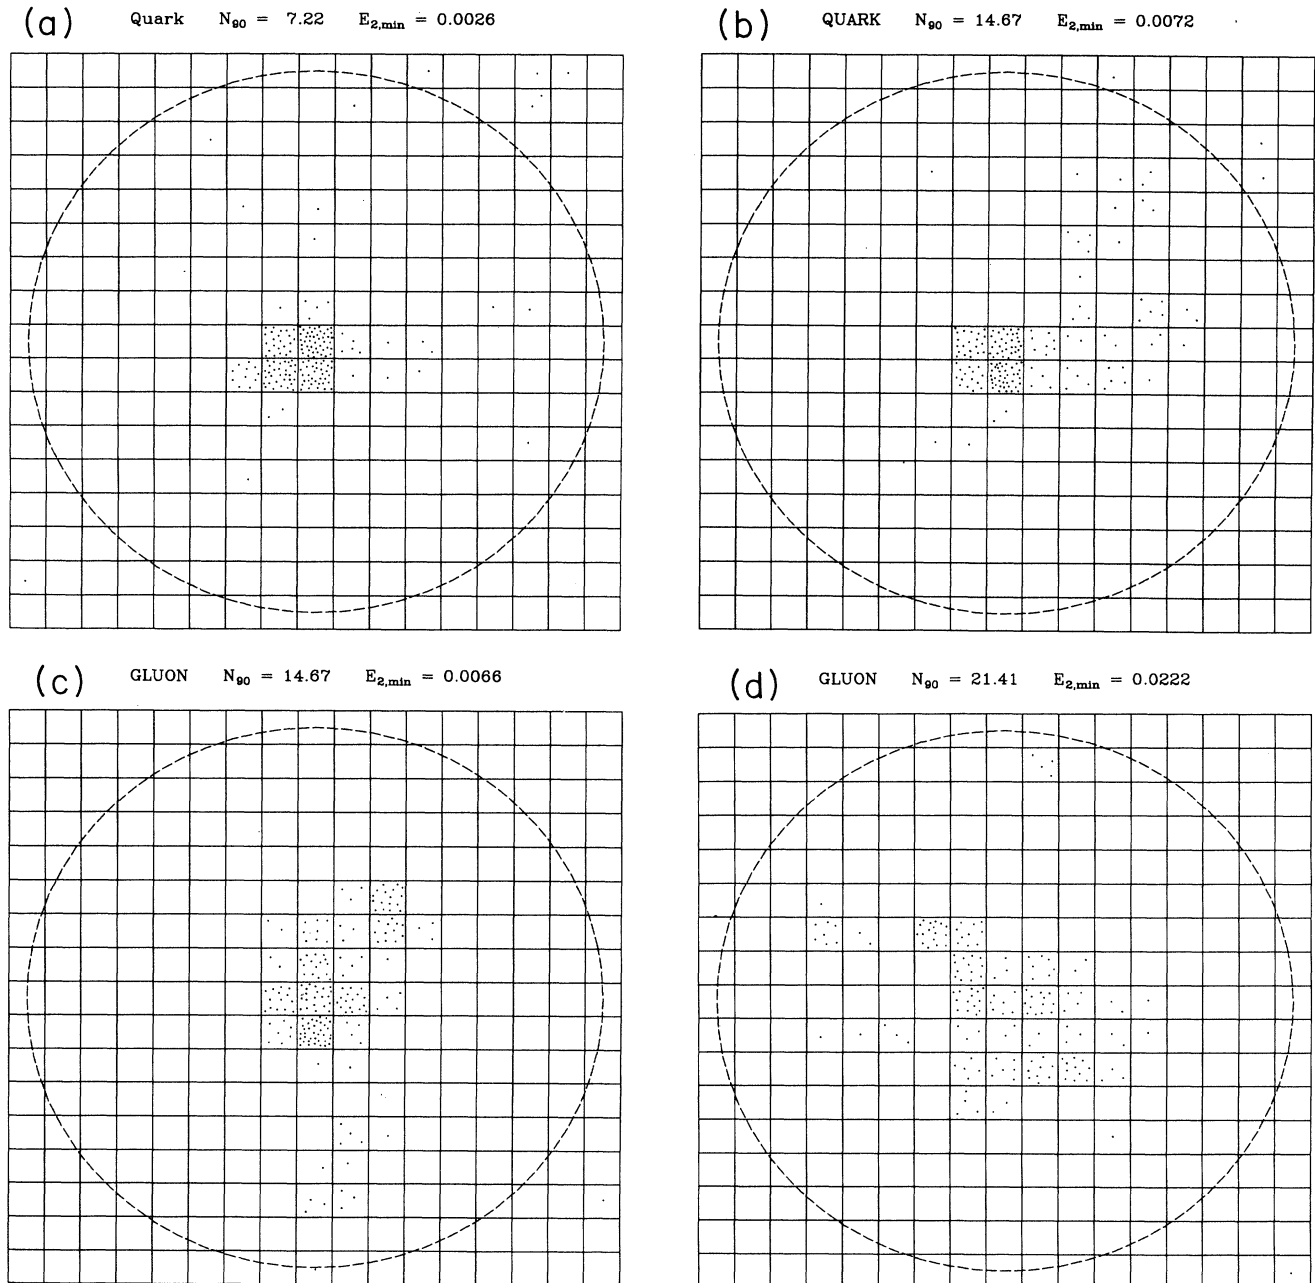 (a) Quark N₉₀ = 7.22 E₂,min = 0.0026
(b) QUARK N₉₀ = 14.67 E₂,min = 0.0072
(c) GLUON N₉₀ = 14.67 E₂,min = 0.0066
(d) GLUON N₉₀ = 21.41 E₂,min = 0.0222